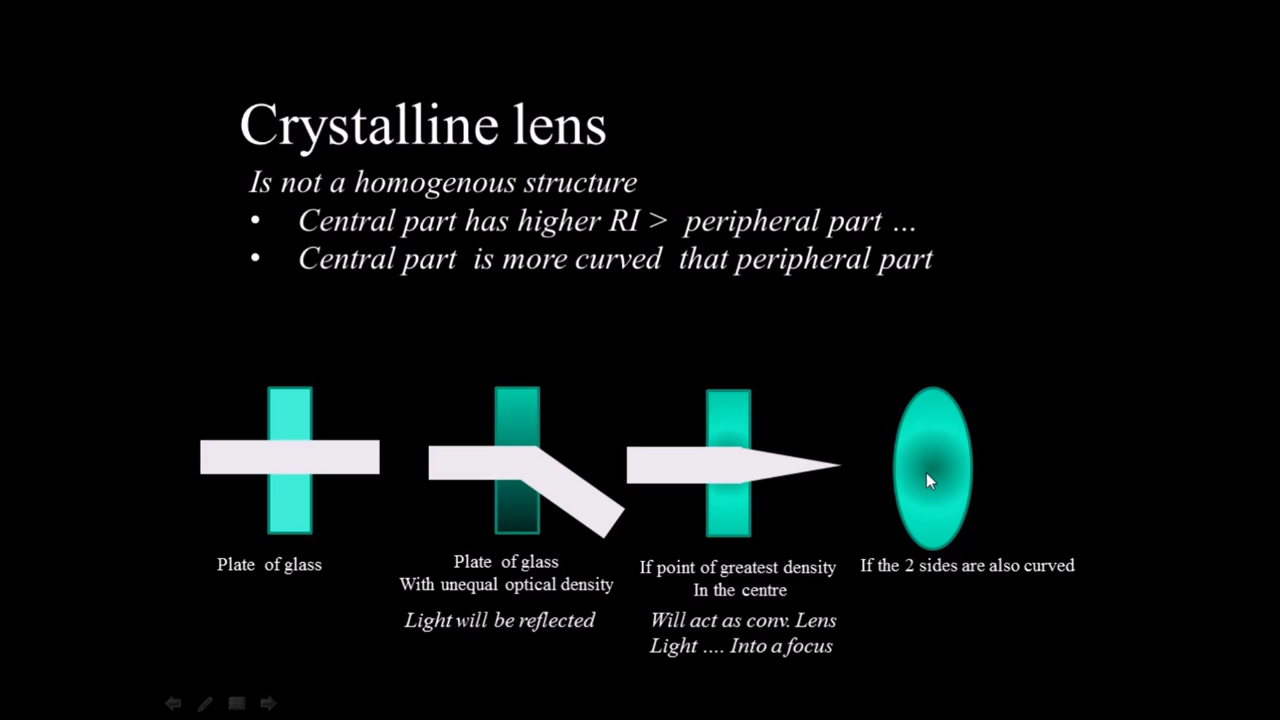 Crystalline lens
Is not a homogenous structure
• Central part has higher RI > peripheral part ...
• Central part is more curved that peripheral part
Plate of glass
Plate of glass
With unequal optical density
Light will be reflected
If point of greatest density
In the centre
Will act as conv. Lens
Light .... Into a focus
If the 2 sides are also curved